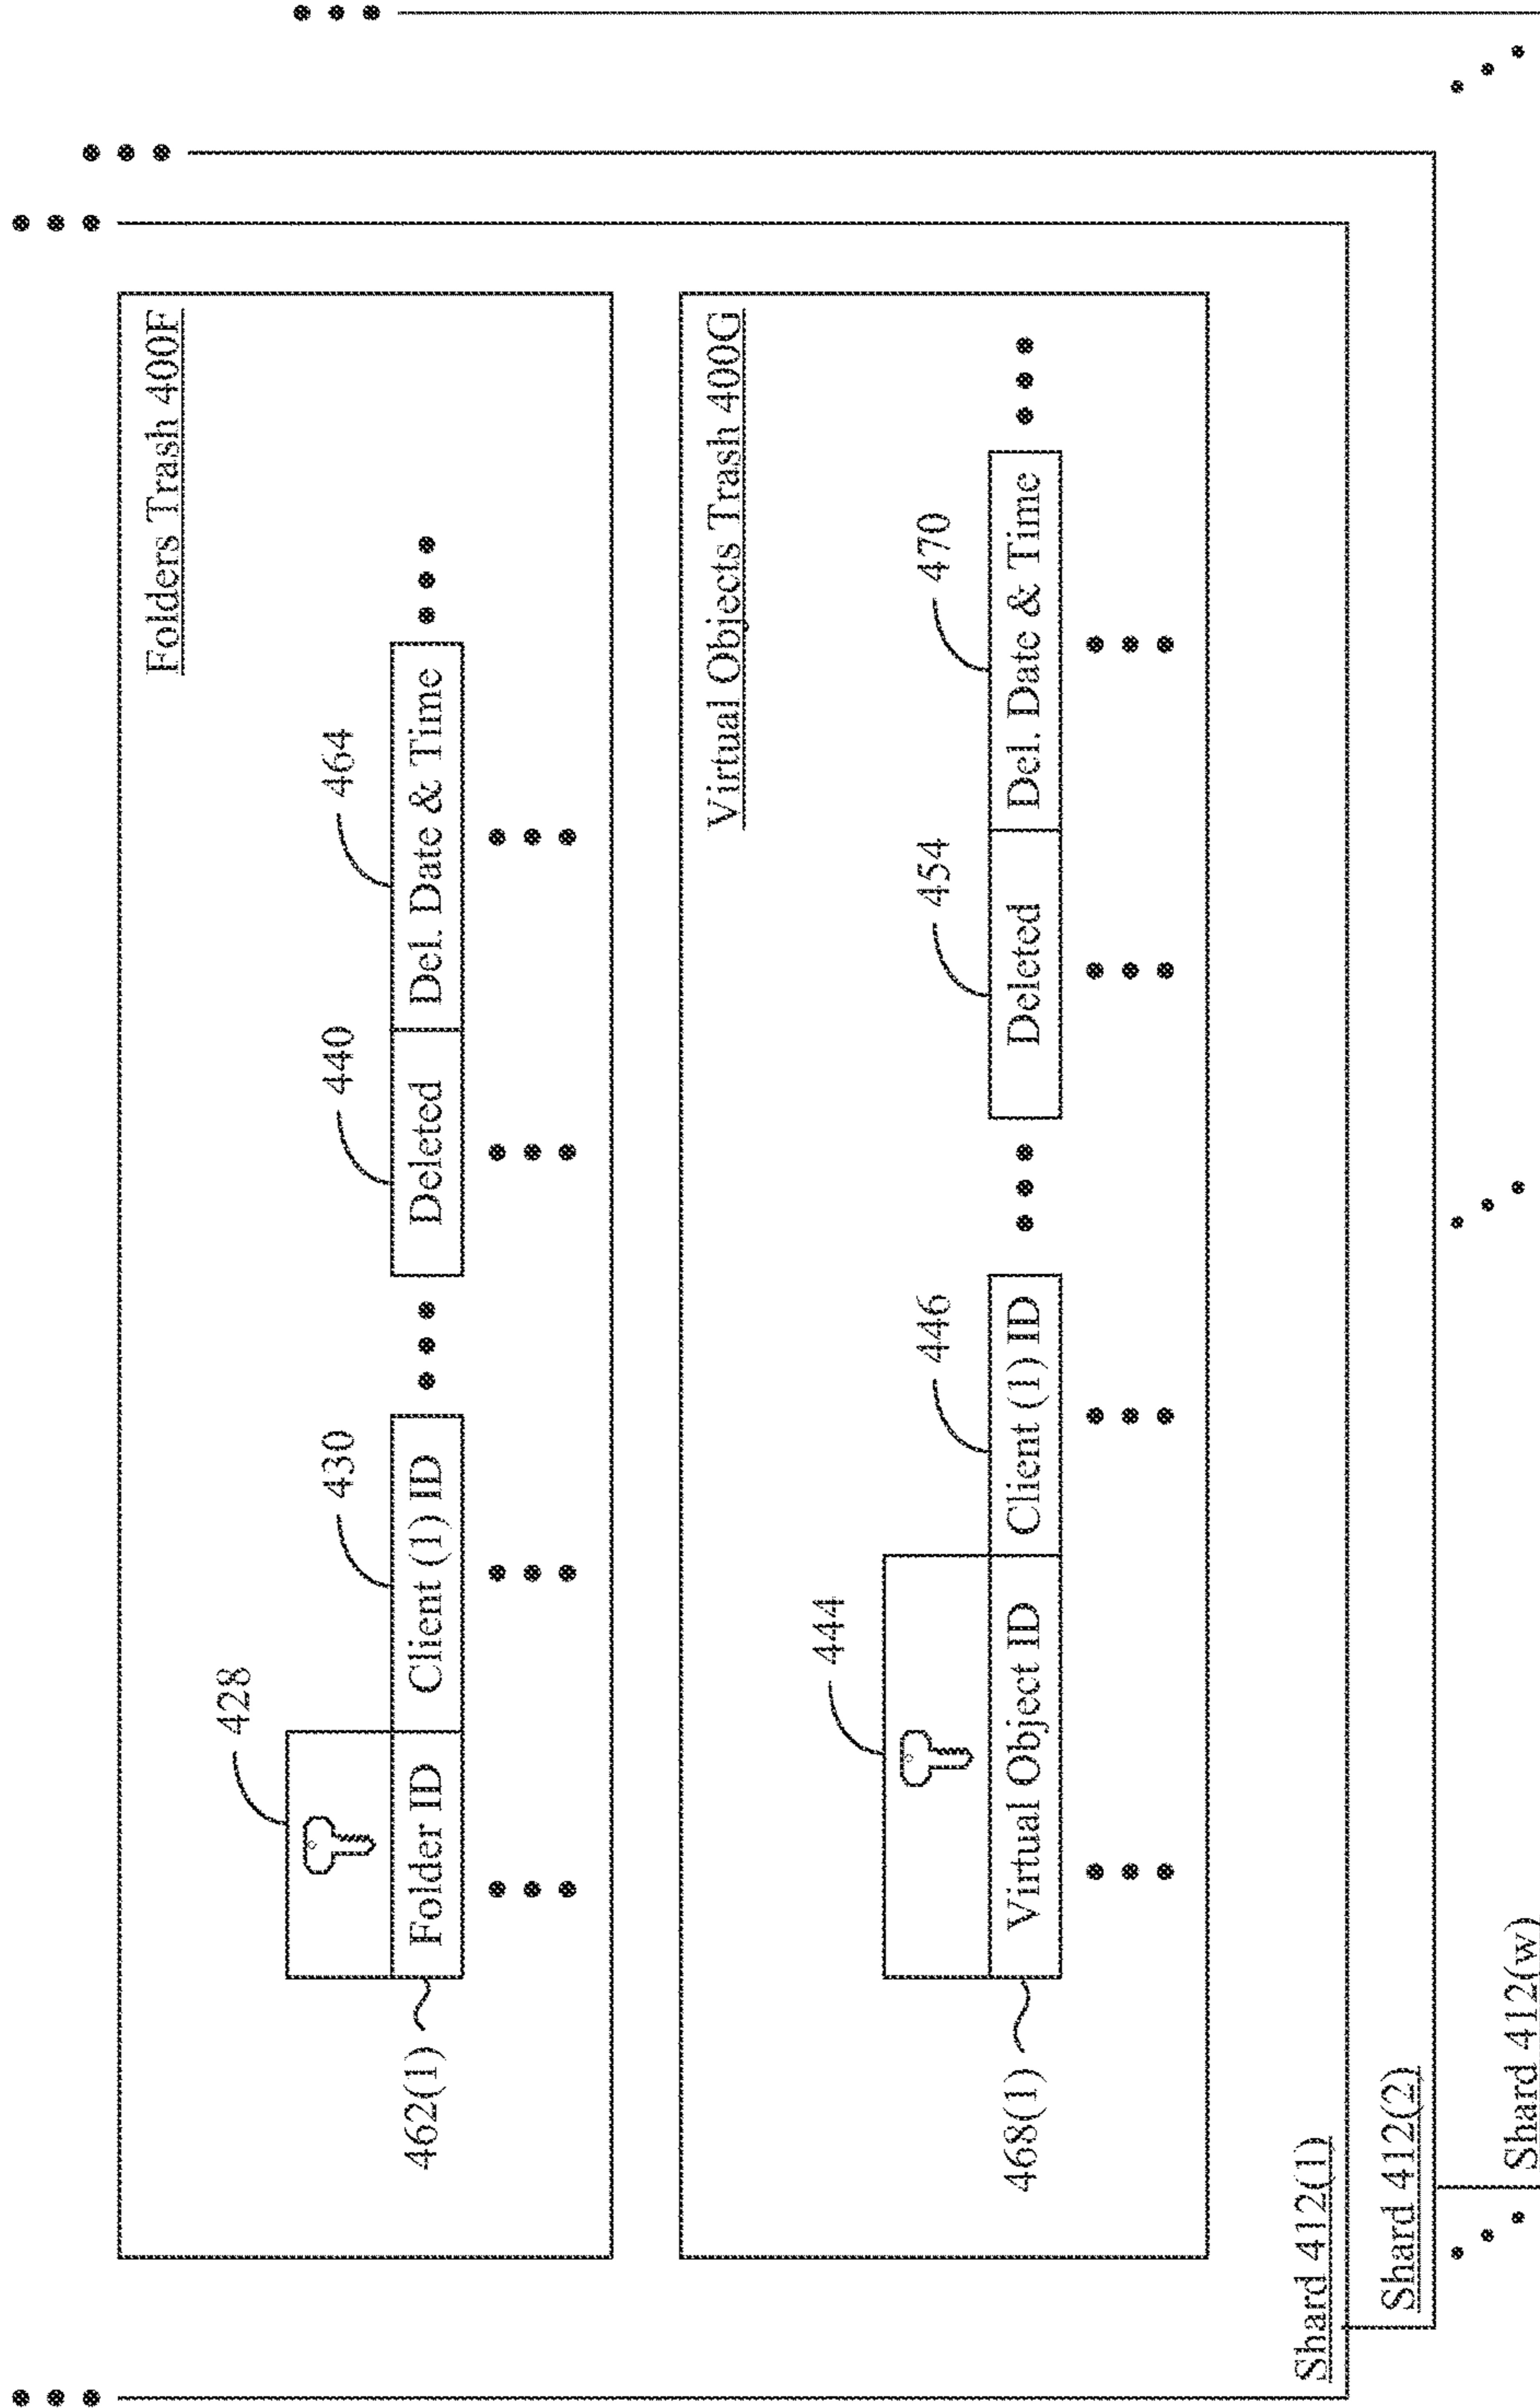 Folders Trash 400F
428
430
440
464
462(1)
Folder ID
Client (1) ID
Deleted
Del. Date & Time
Virtual Objects Trash 400G
444
446
454
470
468(1)
Virtual Object ID
Client (1) ID
Deleted
Del. Date & Time
Shard 412(1)
Shard 412(2)
Shard 412(w)